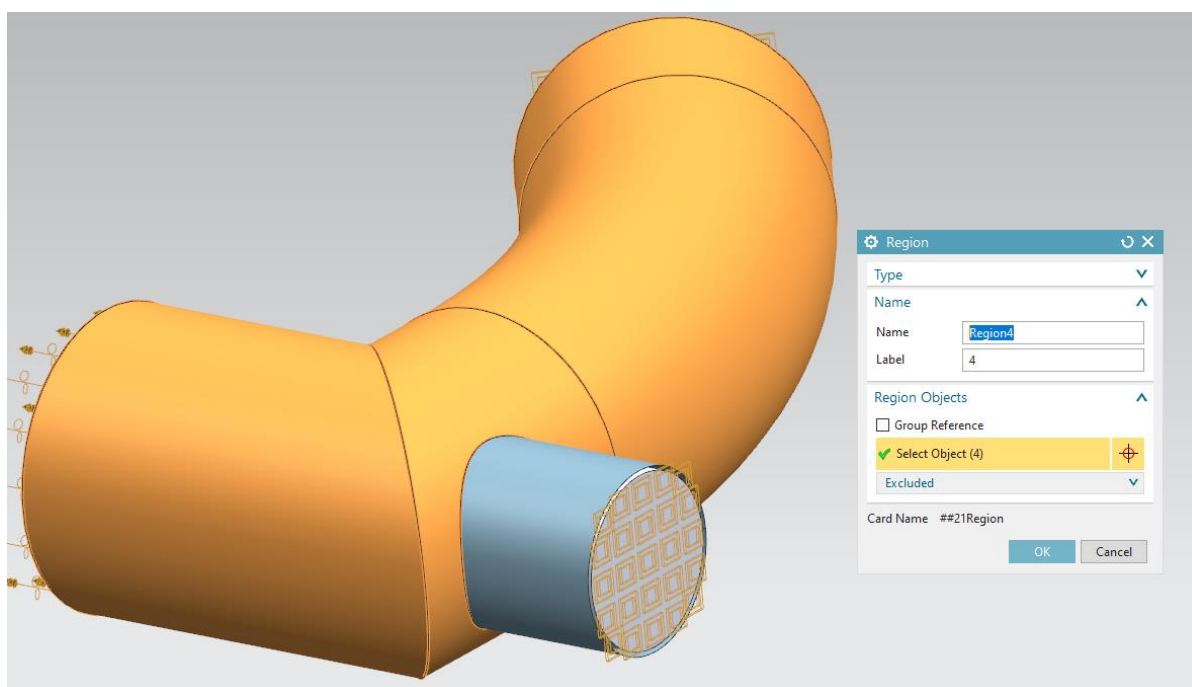 Region
Type
Name
Name Region4
Label 4
Region Objects
Group Reference
Select Object (4)
Excluded
Card Name ##21Region
OK Cancel